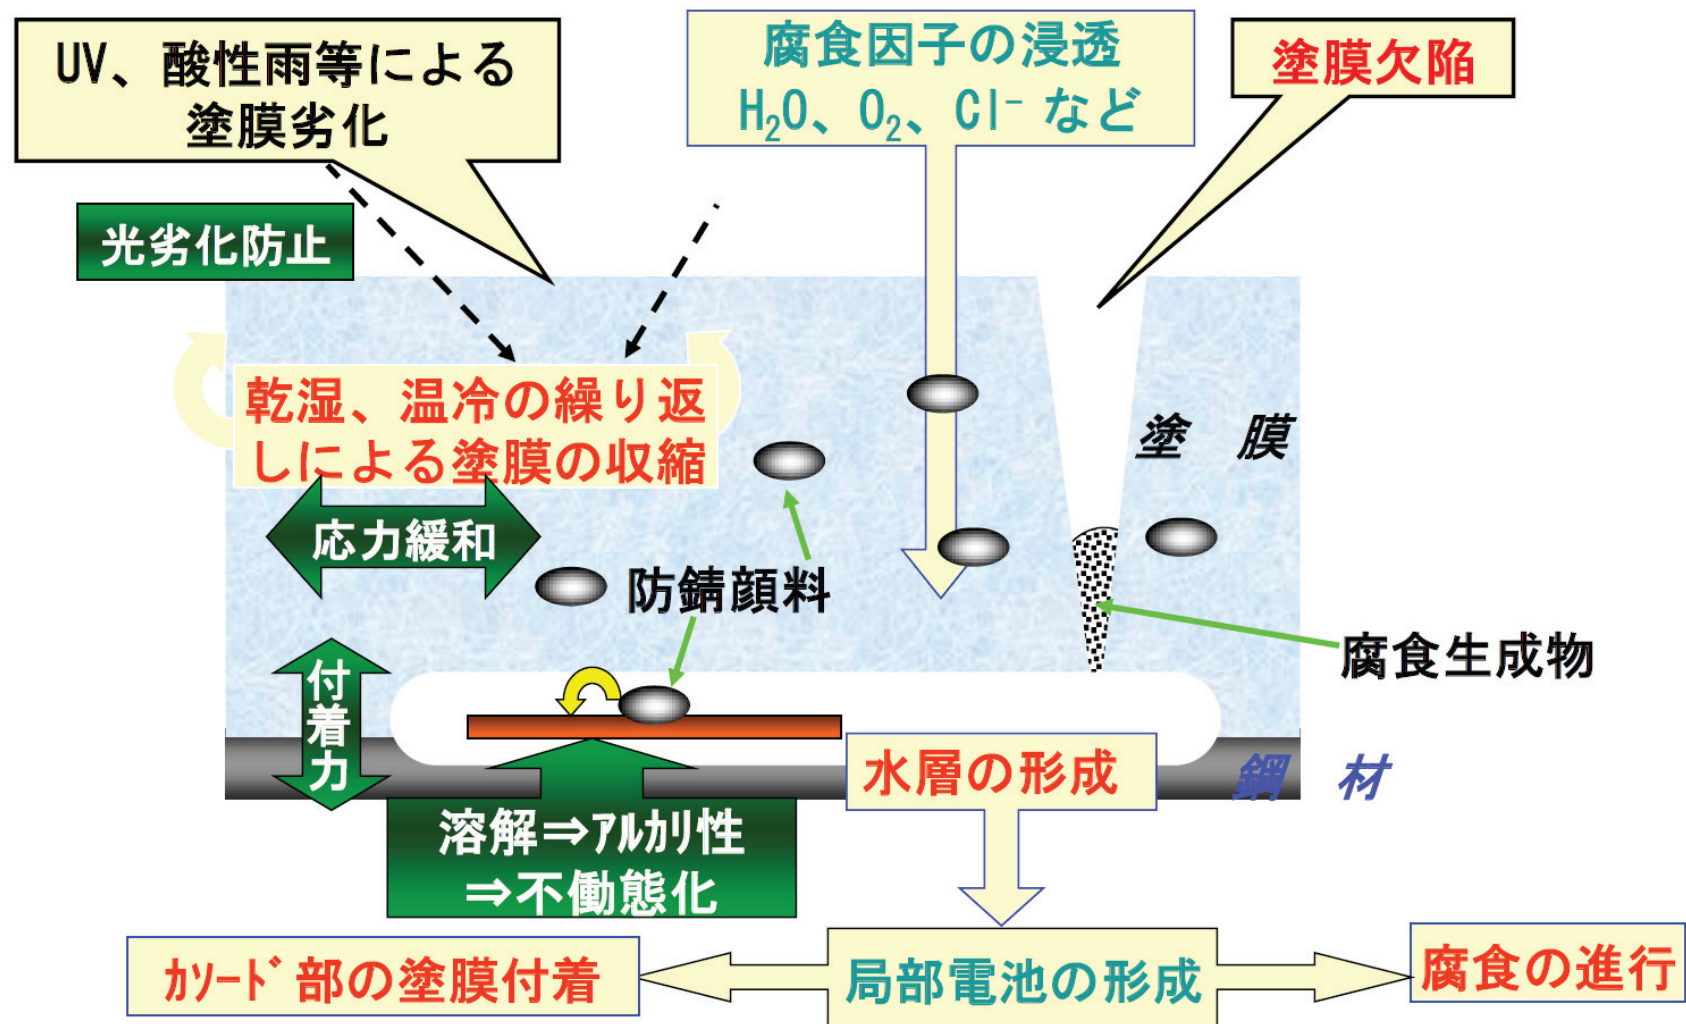 UV、酸性雨等による
塗膜劣化
腐食因子の浸透
H₂O、O₂、Cl⁻ など
塗膜欠陥
光劣化防止
乾湿、温冷の繰り返
しによる塗膜の収縮
塗 膜
応力緩和
防錆顔料
腐食生成物
付着力
水層の形成
鋼 材
溶解⇒ｱﾙｶﾘ性
⇒不働態化
ｶｿｰﾄﾞ部の塗膜付着
局部電池の形成
腐食の進行